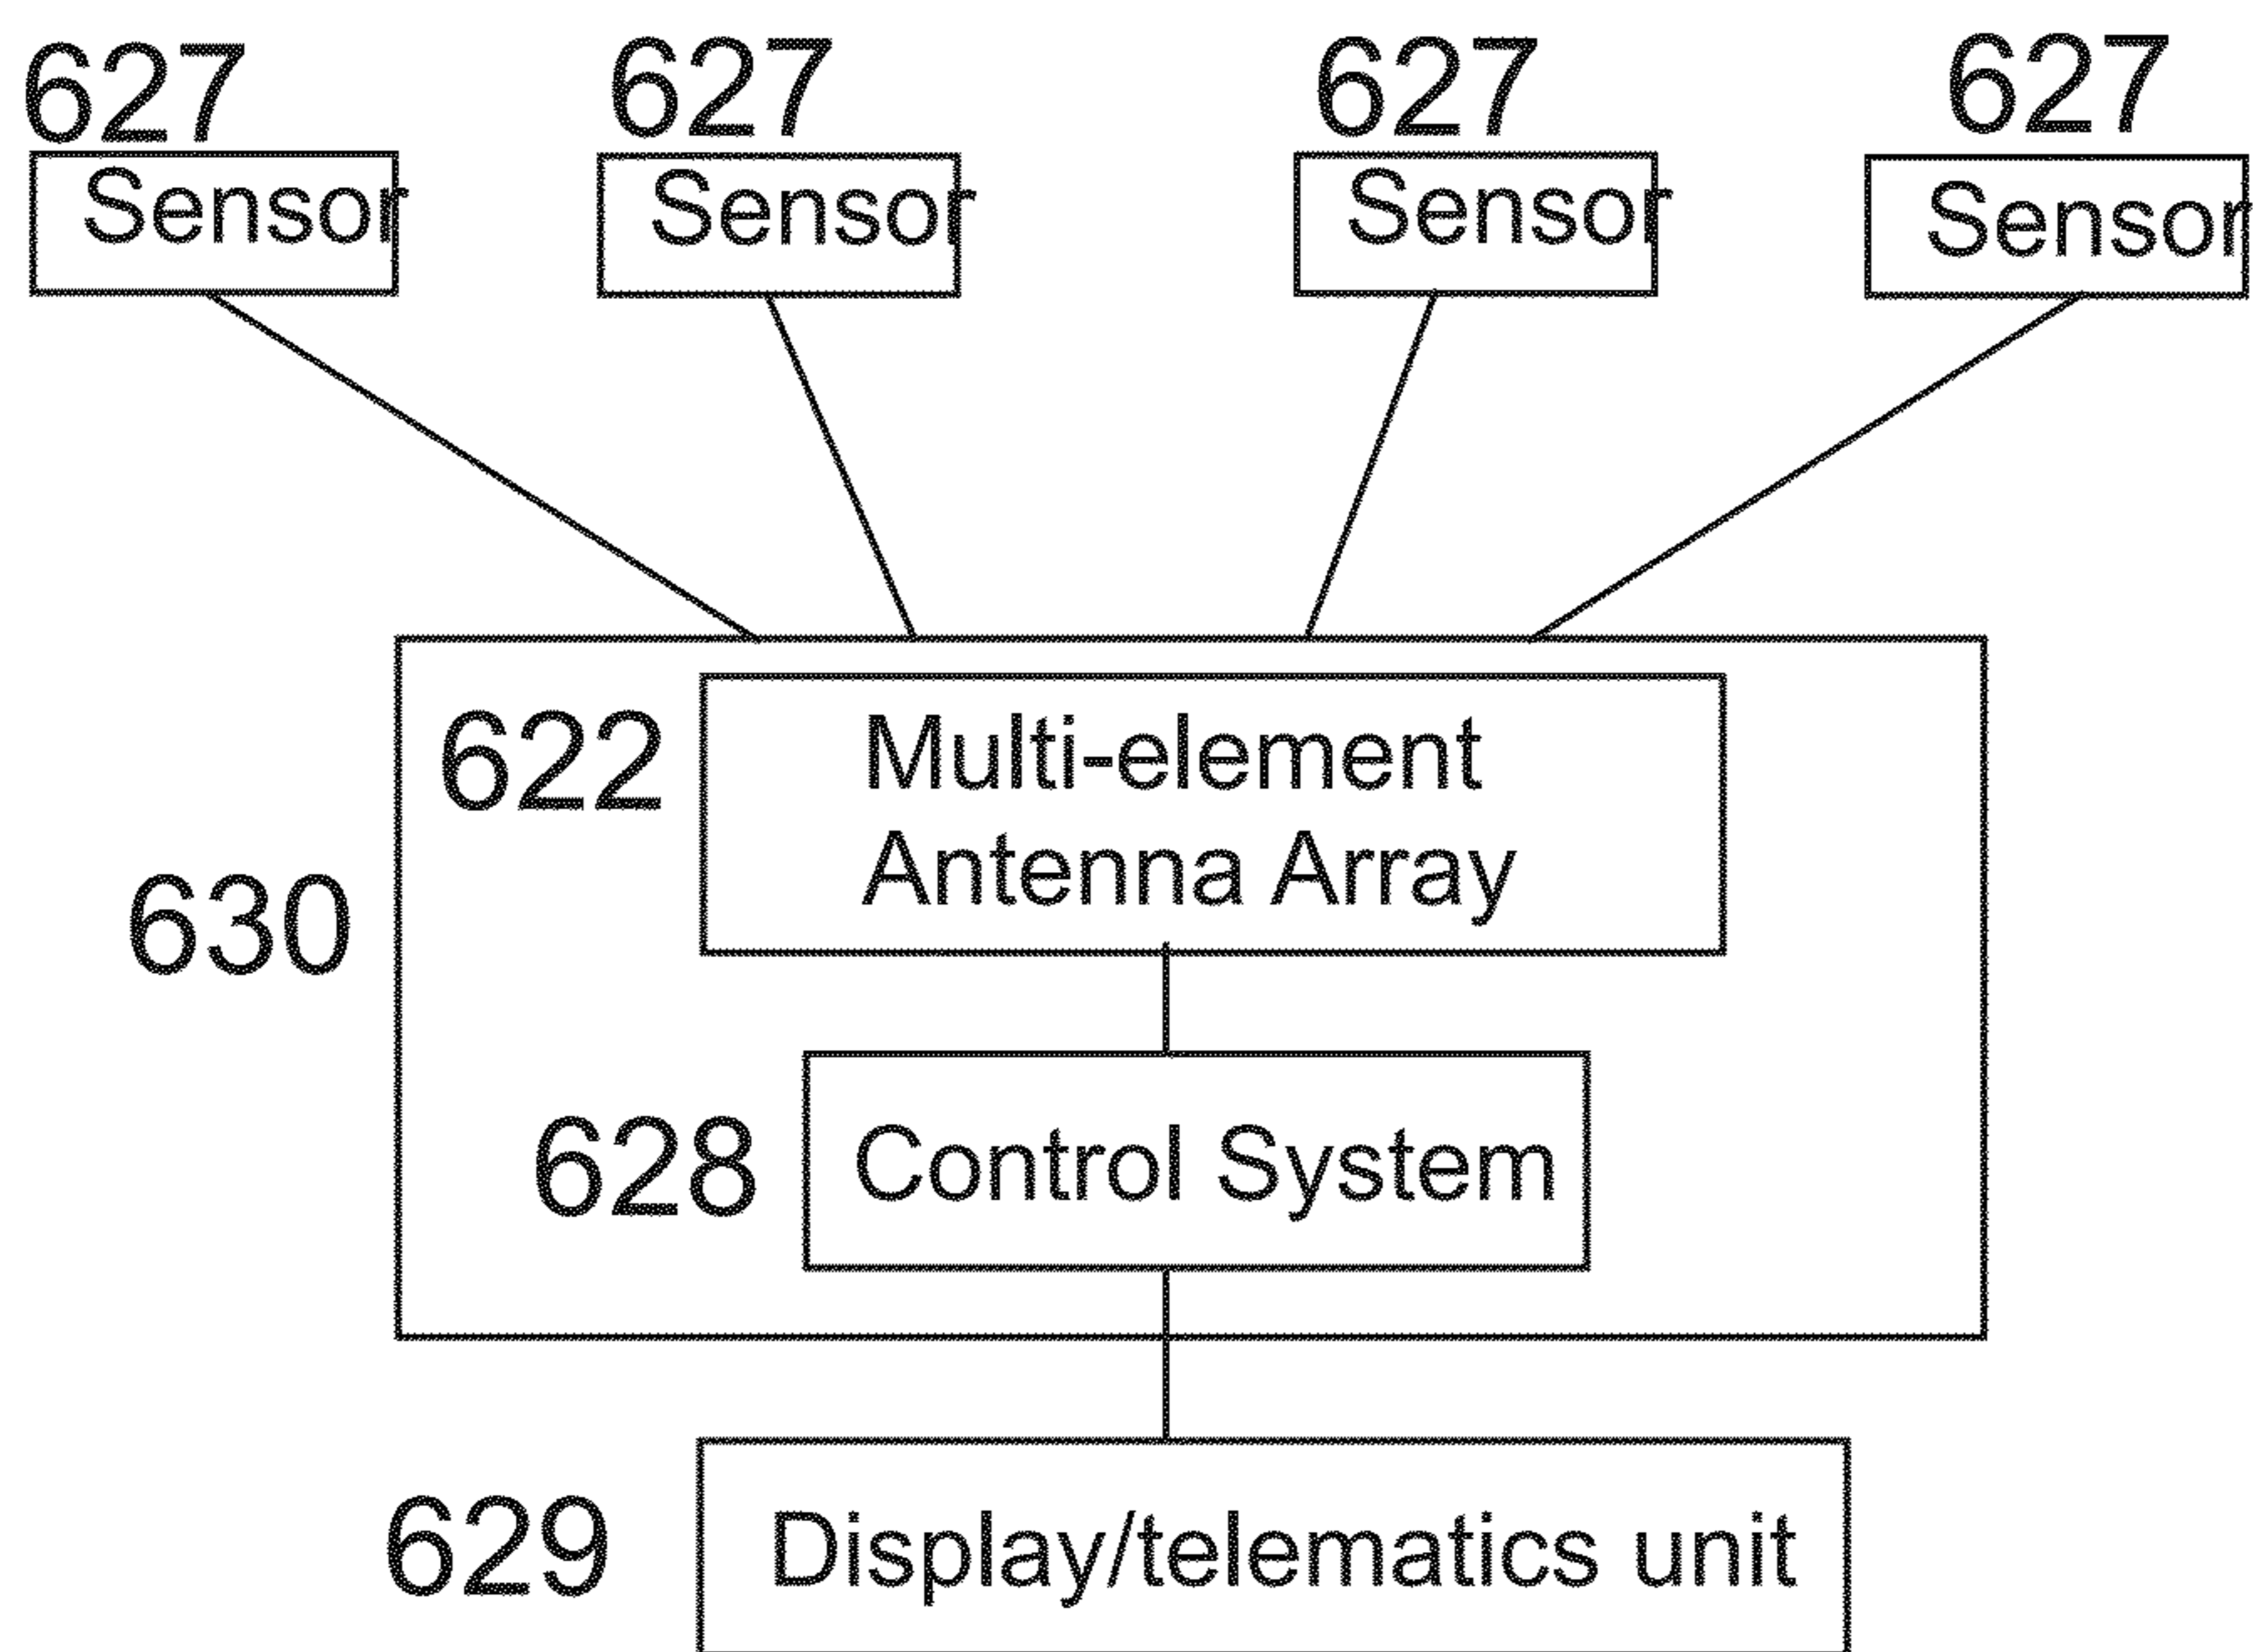 627 627 627 627
Sensor Sensor Sensor Sensor
622
Multi-element
Antenna Array
630
628 Control System
629 Display/telematics unit